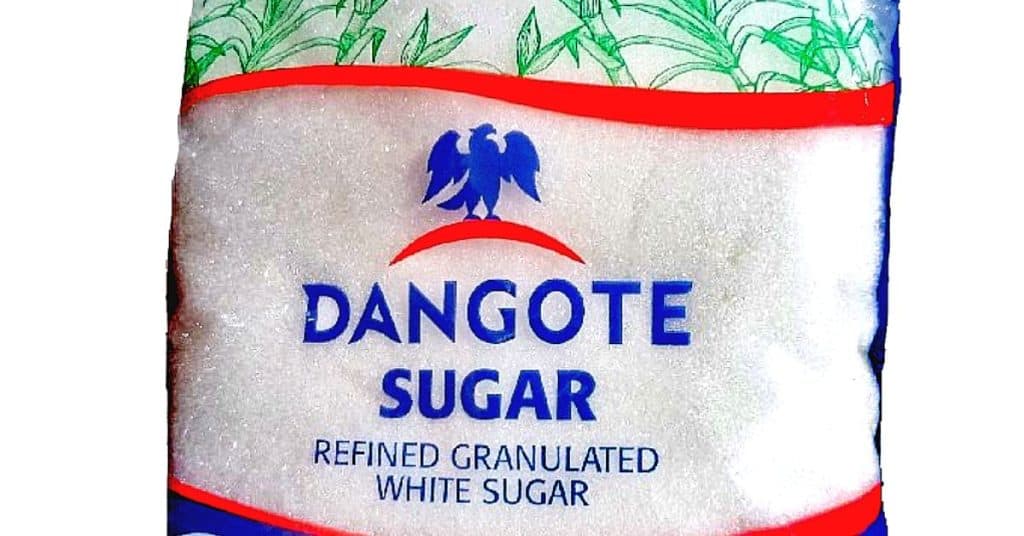 DANGOTE
SUGAR
REFINED GRANULATED
WHITE SUGAR